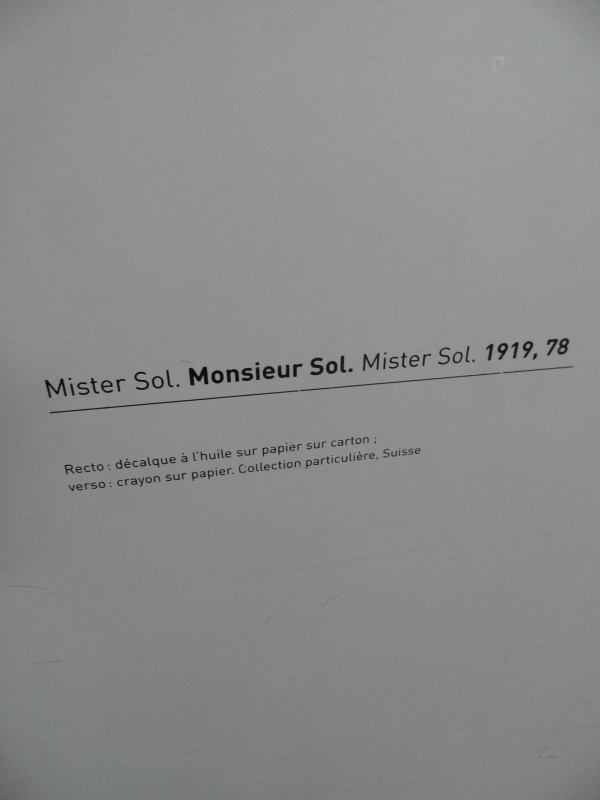 Mister Sol. Monsieur Sol. Mister Sol. 1919, 78
Recto : décalque à l'huile sur papier sur carton ;
verso : crayon sur papier. Collection particulière, Suisse